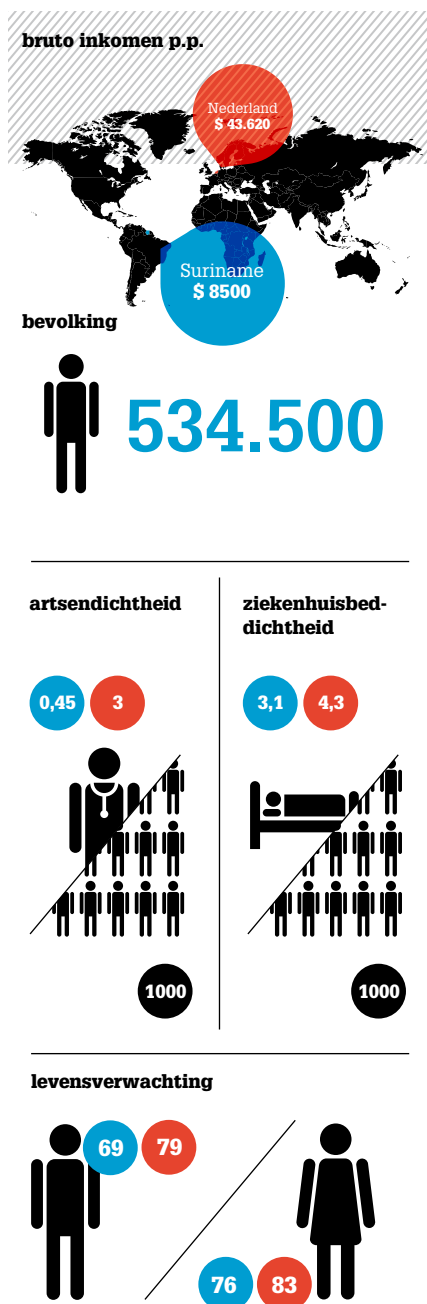 bruto inkomen p.p.
Nederland
$ 43.620
Suriname
$ 8500
bevolking
534.500
artsendichtheid
0,45 3
1000
ziekenhuisbed-
dichtheid
3,1 4,3
1000
levensverwachting
69 79
76 83